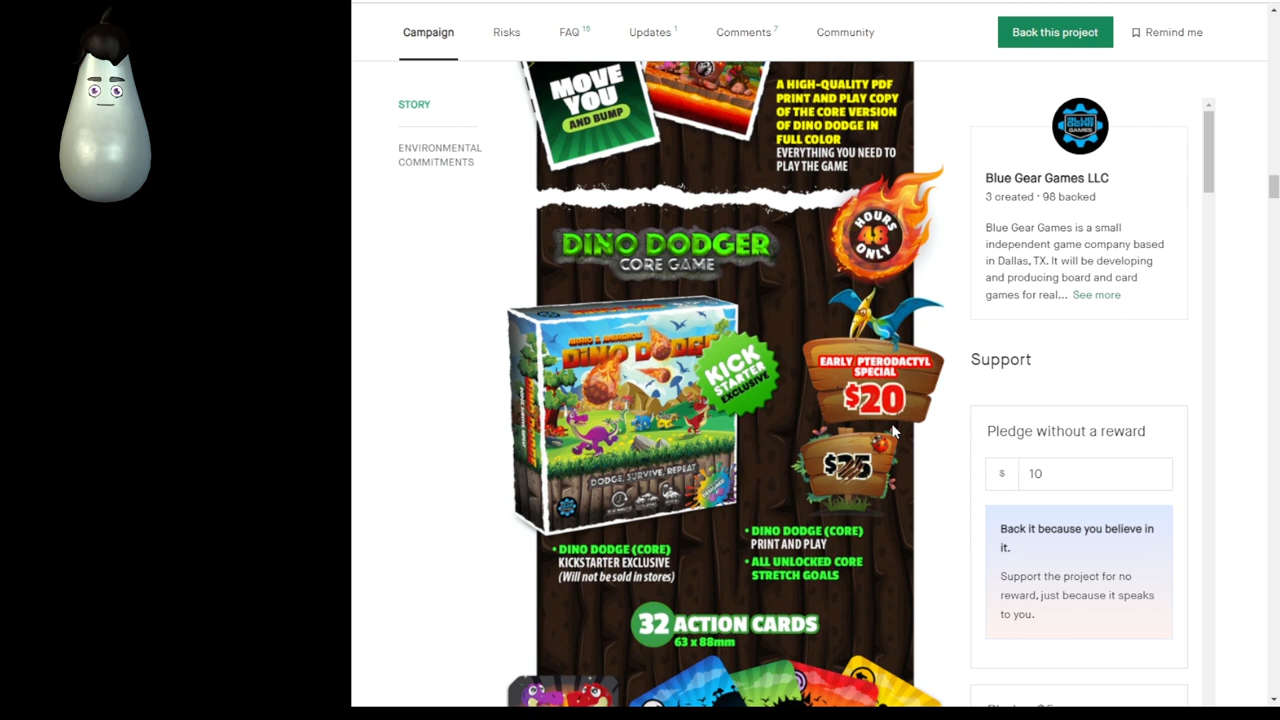 Campaign
Risks
FAQ 15
Updates 1
Comments 7
Community
Back this project
Remind me
STORY
ENVIRONMENTAL
COMMITMENTS
MOVE
YOU
AND BUMP
A HIGH-QUALITY PDF
PRINT AND PLAY COPY
OF THE CORE VERSION
OF DINO DODGE IN
FULL COLOR
EVERYTHING YOU NEED TO
PLAY THE GAME
HOURS
48
ONLY
DINO DODGER
CORE GAME
DINO DODGE
KICK
STARTER
EXCLUSIVE
DODGE, SURVIVE, REPEAT
EARLY PTERODACTYL
SPECIAL
$20
$25
• DINO DODGE (CORE)
KICKSTARTER EXCLUSIVE
(Will not be sold in stores)
• DINO DODGE (CORE)
PRINT AND PLAY
• ALL UNLOCKED CORE
STRETCH GOALS
32 ACTION CARDS
63 x 88mm
BLUE GEAR
GAMES
Blue Gear Games LLC
3 created · 98 backed
Blue Gear Games is a small
independent game company based
in Dallas, TX. It will be developing
and producing board and card
games for real... See more
Support
Pledge without a reward
$ 10
Back it because you believe in
it.
Support the project for no
reward, just because it speaks
to you.